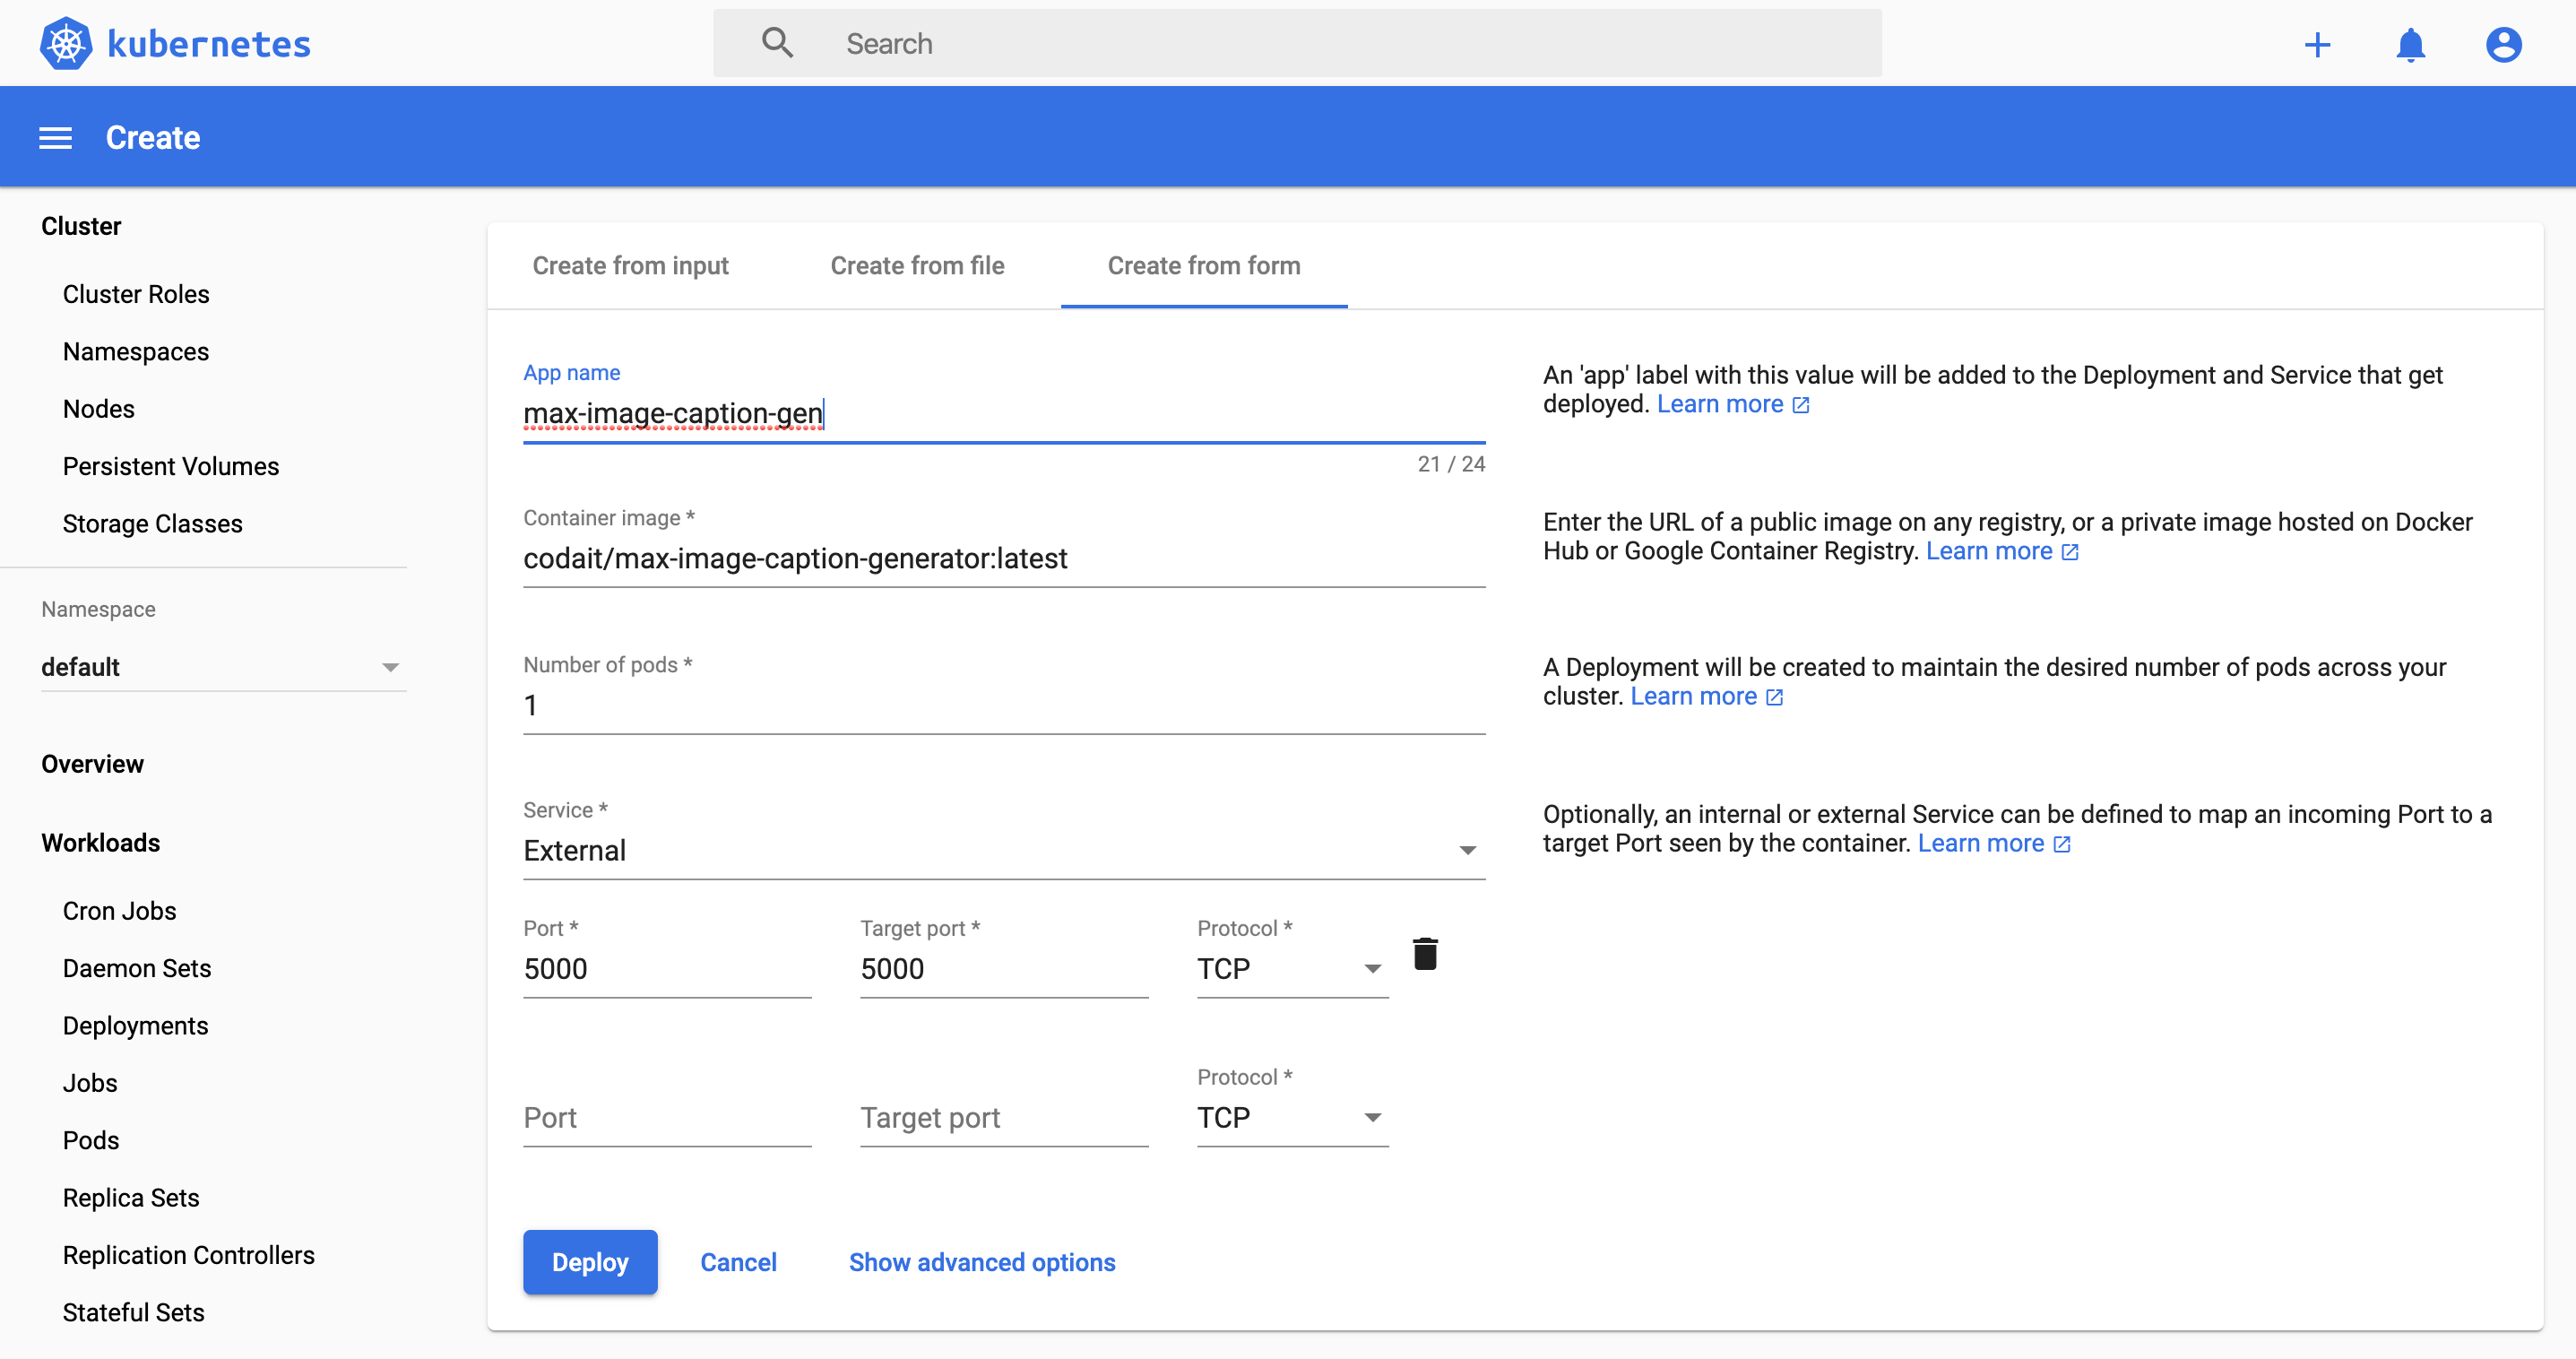 kubernetes
Search
Create
Cluster
Cluster Roles
Namespaces
Nodes
Persistent Volumes
Storage Classes
Namespace
default
Overview
Workloads
Cron Jobs
Daemon Sets
Deployments
Jobs
Pods
Replica Sets
Replication Controllers
Stateful Sets
Create from input
Create from file
Create from form
App name
max-image-caption-gen
21 / 24
An 'app' label with this value will be added to the Deployment and Service that get
deployed. Learn more
Container image *
codait/max-image-caption-generator:latest
Enter the URL of a public image on any registry, or a private image hosted on Docker
Hub or Google Container Registry. Learn more
Number of pods *
1
A Deployment will be created to maintain the desired number of pods across your
cluster. Learn more
Service *
External
Optionally, an internal or external Service can be defined to map an incoming Port to a
target Port seen by the container. Learn more
Port * Target port * Protocol *
5000 5000 TCP
Protocol *
Port Target port TCP
Deploy Cancel Show advanced options